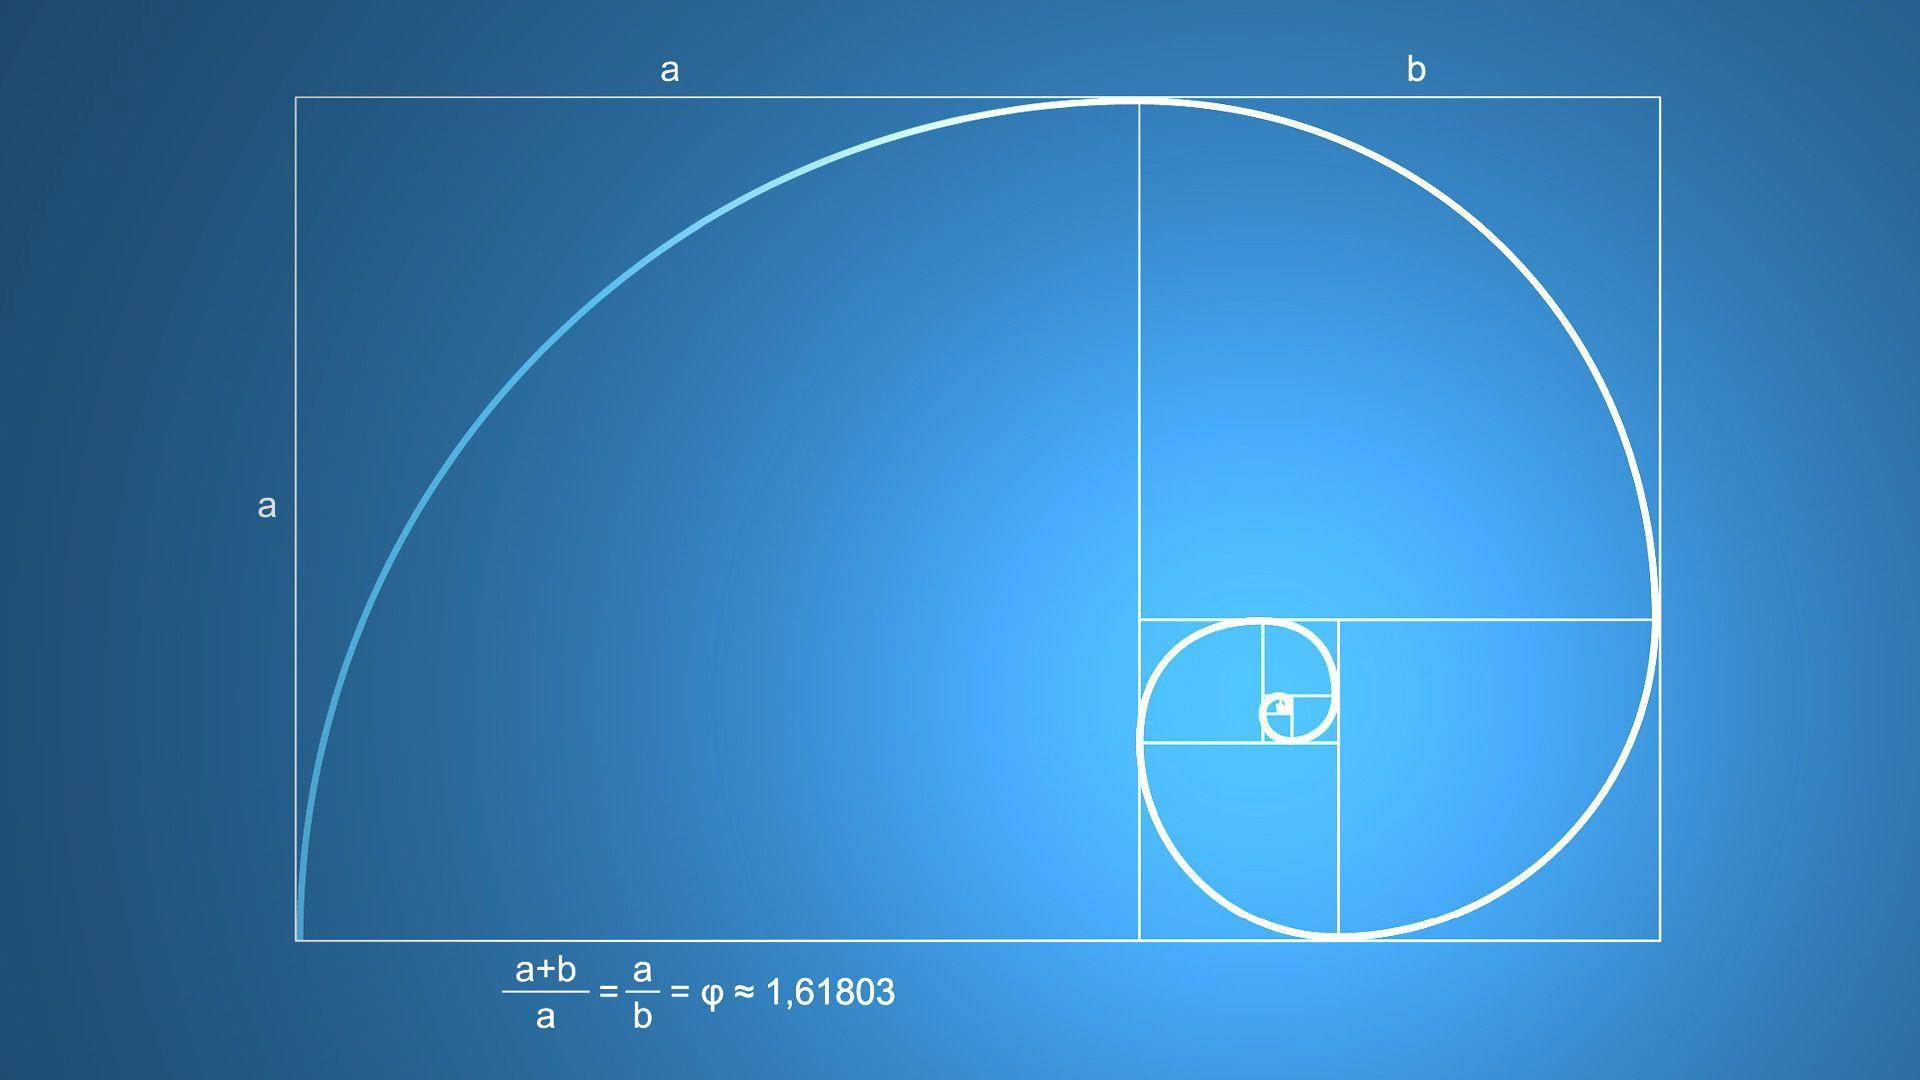 a b
a
a+b/a = a/b = φ ≈ 1,61803